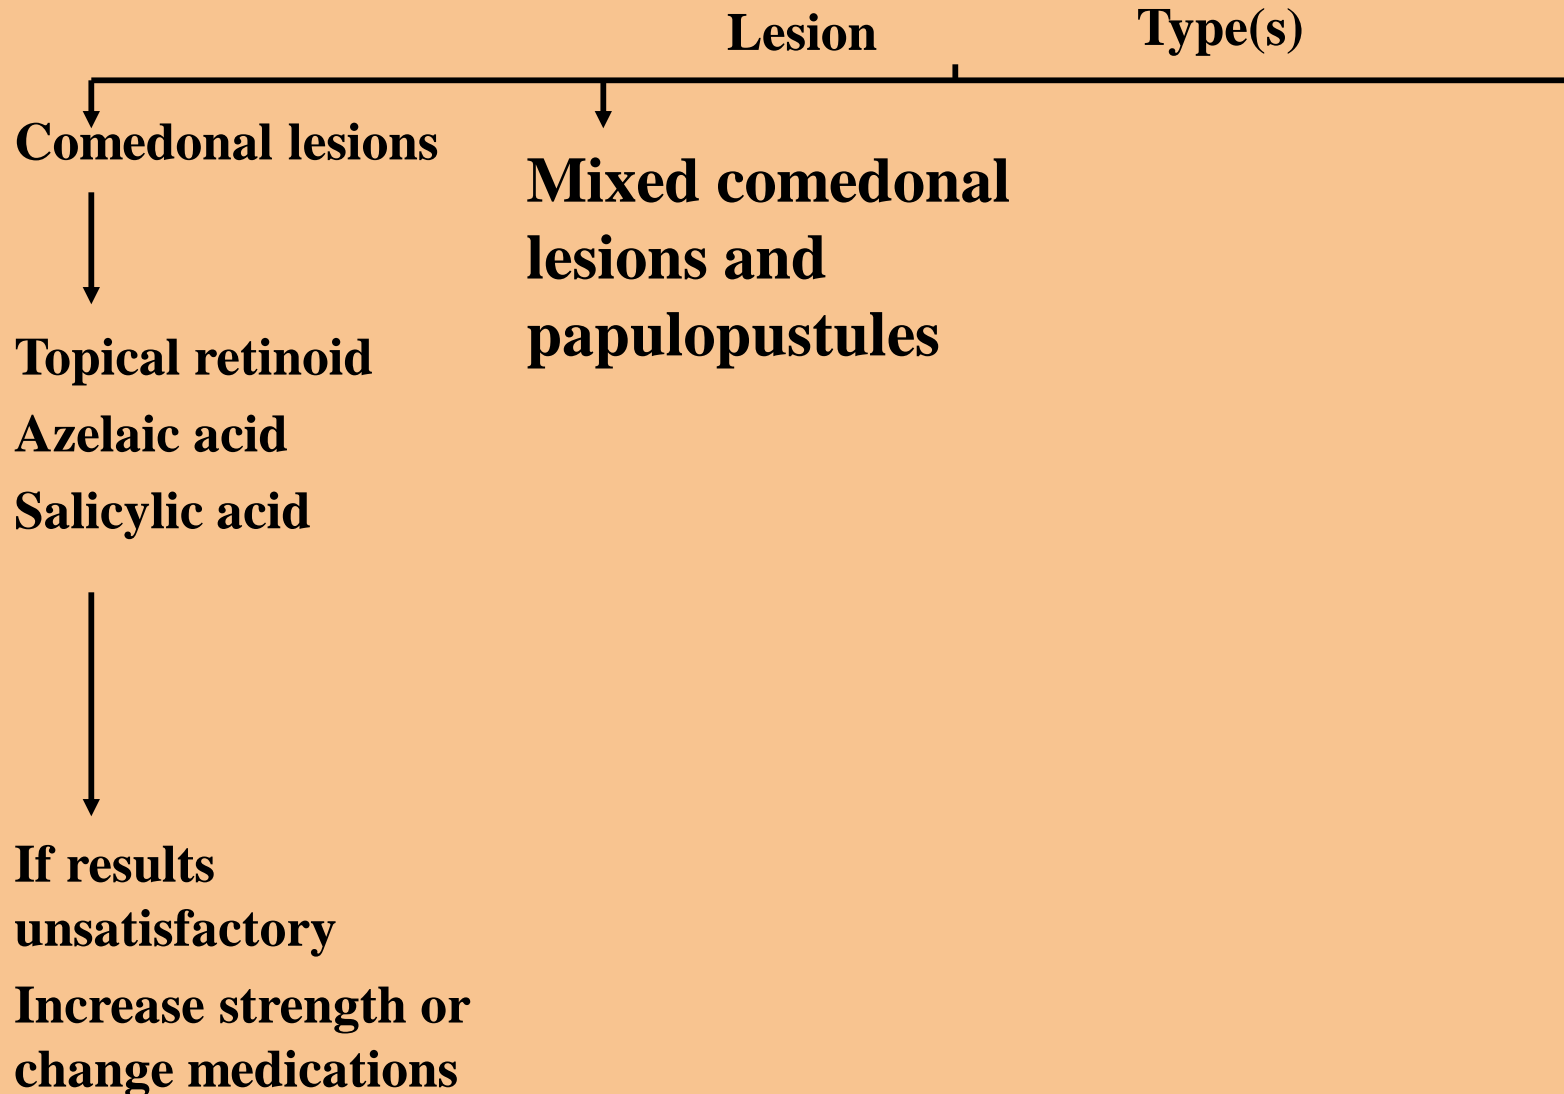 Lesion Type(s)
Comedonal lesions
Topical retinoid
Azelaic acid
Salicylic acid
If results
unsatisfactory
Increase strength or
change medications
Mixed comedonal
lesions and
papulopustules